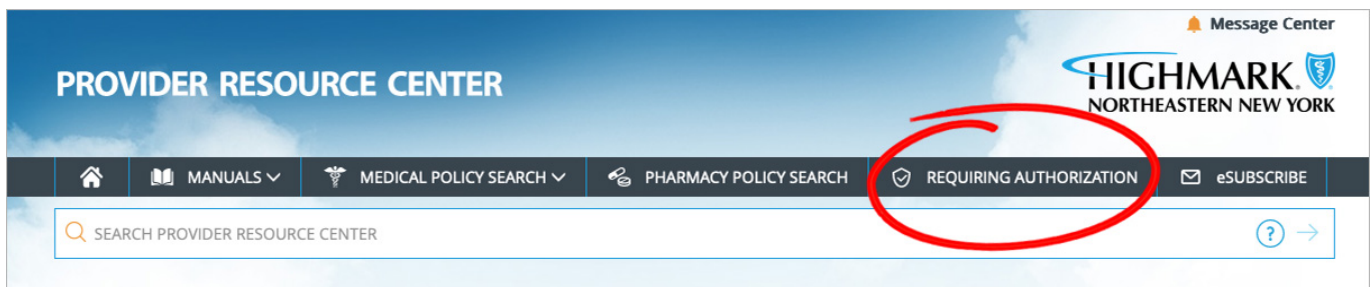 Message Center
PROVIDER RESOURCE CENTER
HIGHMARK.
NORTHEASTERN NEW YORK
MANUALS MEDICAL POLICY SEARCH PHARMACY POLICY SEARCH REQUIRING AUTHORIZATION eSUBSCRIBE
SEARCH PROVIDER RESOURCE CENTER ?